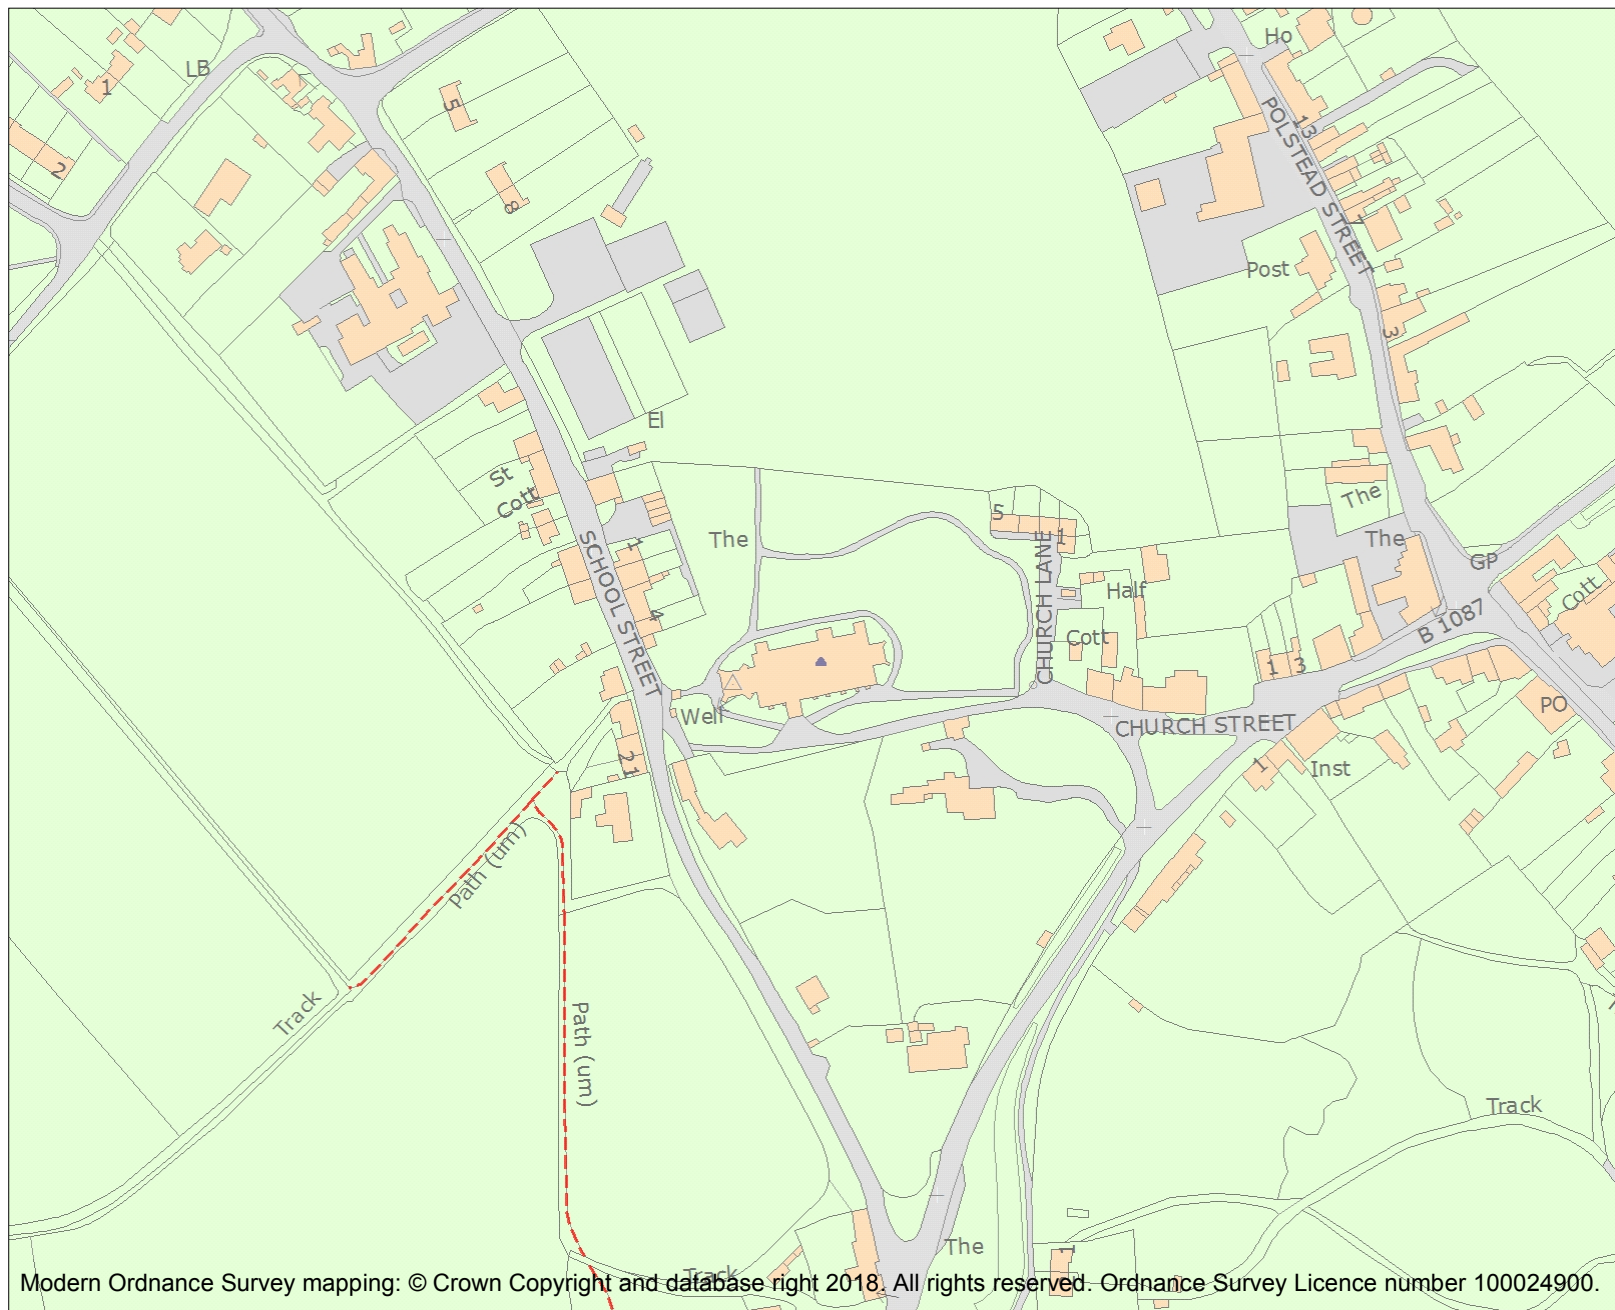 Ho
LB
1
5
2
8
13
POLSTEAD STREET
7
Post
3
El
St
Cott
The
5
1
The
The
GP
1
SCHOOL STREET
4
CHURCH LANE
Half
Cott
B 1087
Cott
1
3
Well
CHURCH STREET
PO
2
1
1
Inst
Path (um)
Track
Path (um)
Track
The
1
Track
Modern Ordnance Survey mapping: © Crown Copyright and database right 2018. All rights reserved. Ordnance Survey Licence number 100024900.